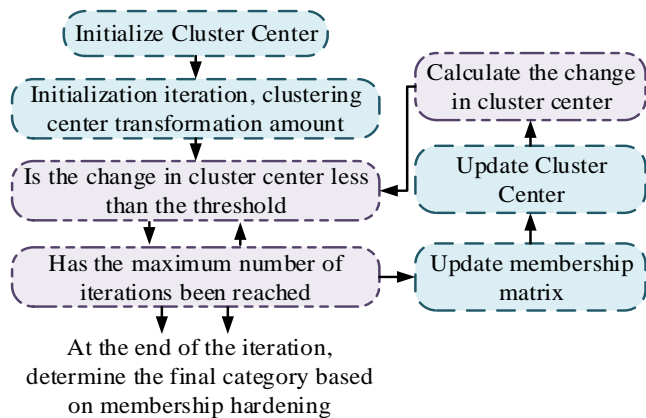 Initialize Cluster Center
Initialization iteration, clustering
center transformation amount
Is the change in cluster center less
than the threshold
Has the maximum number of
iterations been reached
At the end of the iteration,
determine the final category based
on membership hardening
Calculate the change
in cluster center
Update Cluster
Center
Update membership
matrix